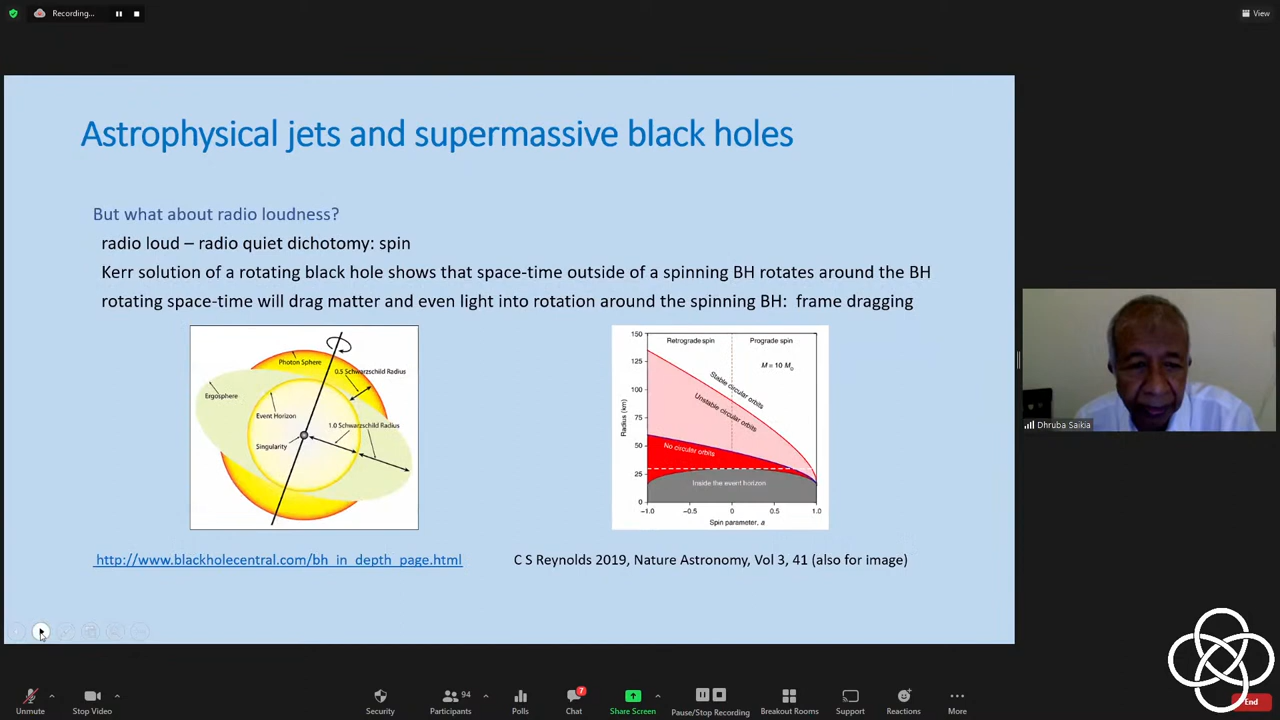 Recording...
View
Astrophysical jets and supermassive black holes
But what about radio loudness?
radio loud – radio quiet dichotomy: spin
Kerr solution of a rotating black hole shows that space-time outside of a spinning BH rotates around the BH
rotating space-time will drag matter and even light into rotation around the spinning BH: frame dragging
Photon Sphere
0.5 Schwarzschild Radius
Ergosphere
Event Horizon
1.0 Schwarzschild Radius
Singularity
150
125
100
75
50
25
0
Radius (km)
Retrograde spin
Prograde spin
M = 10 M☉
Stable circular orbits
Unstable circular orbits
No circular orbits
Inside the event horizon
−1.0
−0.5
0
0.5
1.0
Spin parameter, a
http://www.blackholecentral.com/bh_in_depth_page.html
C S Reynolds 2019, Nature Astronomy, Vol 3, 41 (also for image)
Dhruba Saikia
Unmute
Stop Video
Security
94
Participants
Polls
7
Chat
Share Screen
Pause/Stop Recording
Breakout Rooms
Support
Reactions
More
End